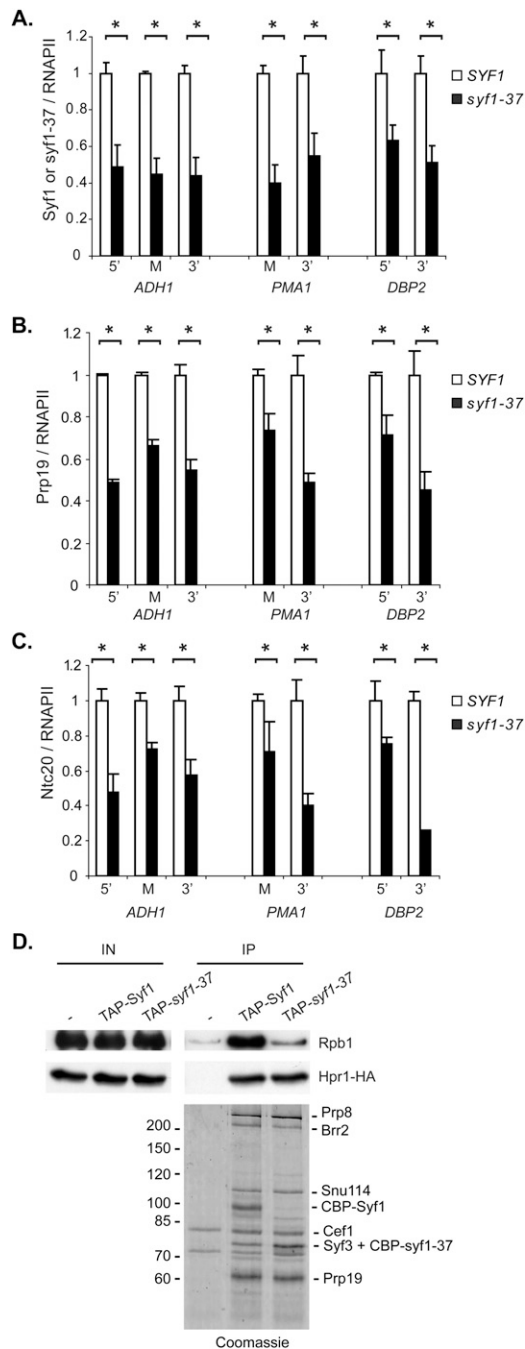 A.
* * * * * * *
Syf1 or syf1-37 / RNAPII
1.2
1
0.8
0.6
0.4
0.2
0
SYF1
syf1-37
5' M 3' M 3' 5' 3'
ADH1 PMA1 DBP2
B.
* * * * * * *
Prp19 / RNAPII
1.2
1
0.8
0.6
0.4
0.2
0
SYF1
syf1-37
5' M 3' M 3' 5' 3'
ADH1 PMA1 DBP2
C.
* * * * * * *
Ntc20 / RNAPII
1.2
1
0.8
0.6
0.4
0.2
0
SYF1
syf1-37
5' M 3' M 3' 5' 3'
ADH1 PMA1 DBP2
D.
IN IP
- TAP-Syf1 TAP-syf1-37 - TAP-Syf1 TAP-syf1-37
Rpb1
Hpr1-HA
200
150
120
100
85
70
60
Prp8
Brr2
Snu114
CBP-Syf1
Cef1
Syf3 + CBP-syf1-37
Prp19
Coomassie